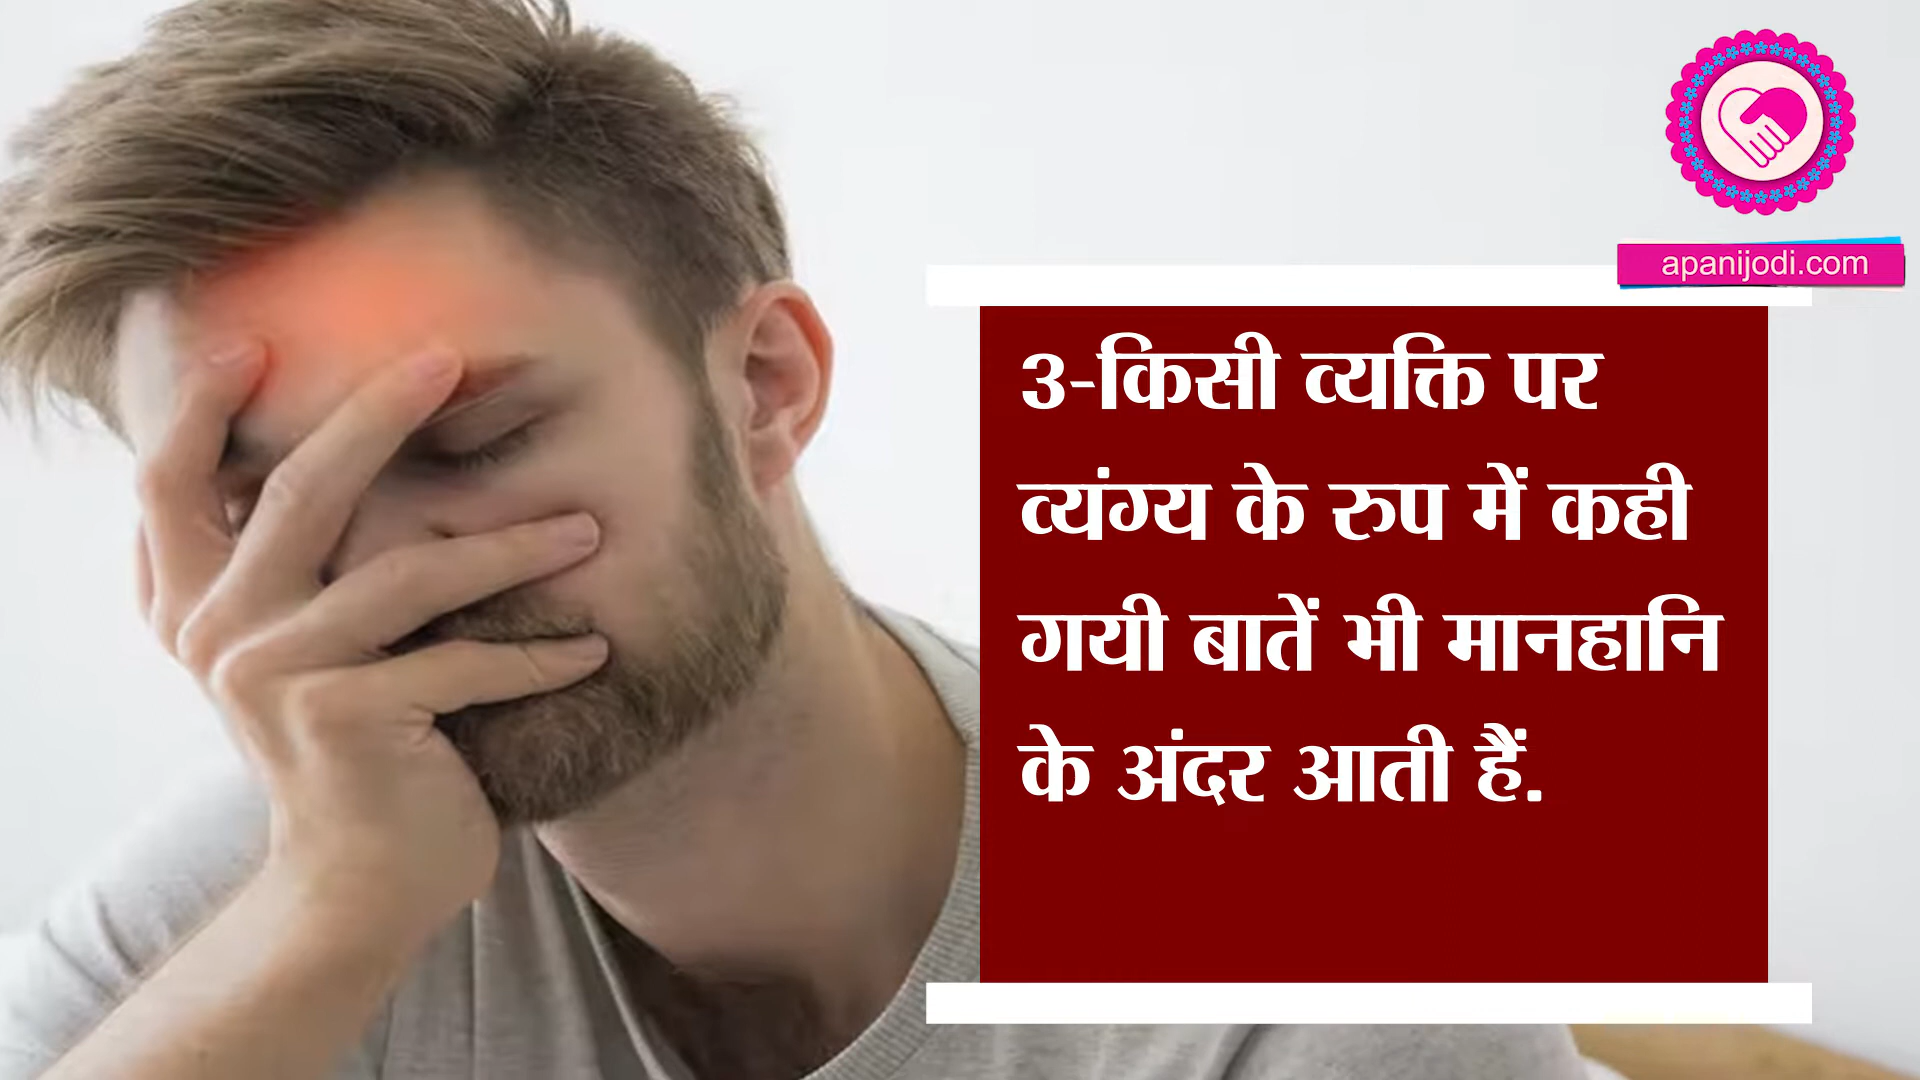 apanijodi.com
3-किसी व्यक्ति पर
व्यंग्य के रुप में कही
गयी बातें भी मानहानि
के अंदर आती हैं.